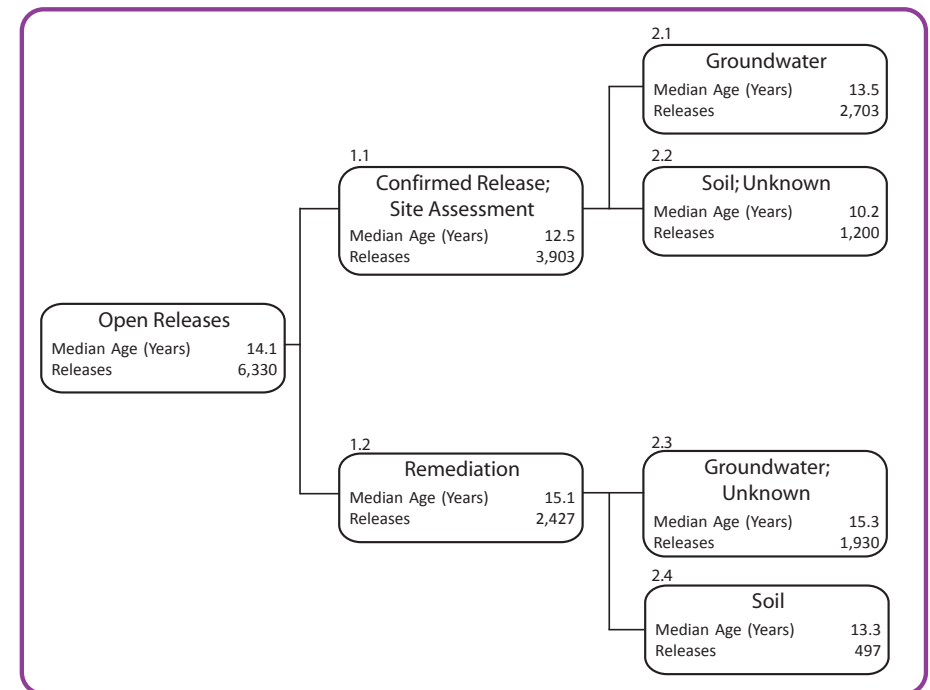 2.1
Groundwater
Median Age (Years) 13.5
Releases 2,703
1.1
Confirmed Release;
Site Assessment
Median Age (Years) 12.5
Releases 3,903
2.2
Soil; Unknown
Median Age (Years) 10.2
Releases 1,200
Open Releases
Median Age (Years) 14.1
Releases 6,330
1.2
Remediation
Median Age (Years) 15.1
Releases 2,427
2.3
Groundwater;
Unknown
Median Age (Years) 15.3
Releases 1,930
2.4
Soil
Median Age (Years) 13.3
Releases 497